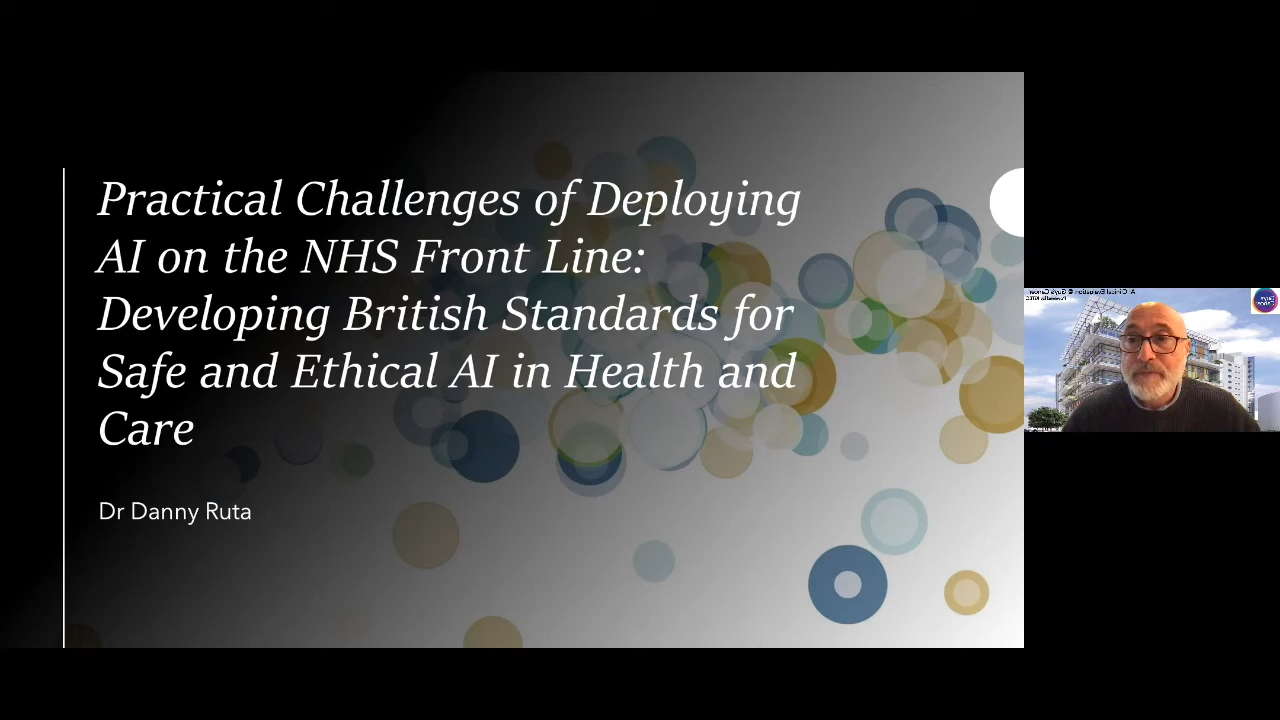 Practical Challenges of Deploying
AI on the NHS Front Line:
Developing British Standards for
Safe and Ethical AI in Health and
Care
Dr Danny Ruta